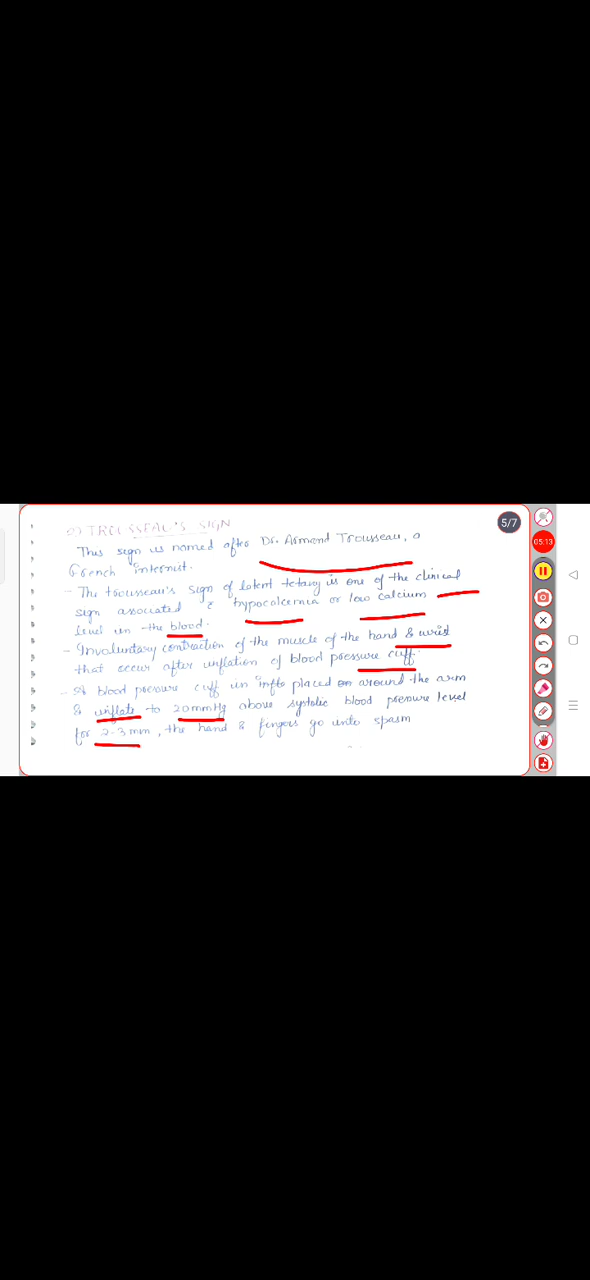 5/7
e) TROUSSEAU'S SIGN
This sign is named after Dr. Armand Trousseau, a
French internist.
- The trousseau's sign of latent tetany is one of the clinical
sign associated c̄ hypocalcemia or low calcium
level in the blood.
- Involuntary contraction of the muscle of the hand & wrist
that occur after inflation of blood pressure cuff.
- A blood pressure cuff in placed on around the arm
& inflate to 20 mmHg above systolic blood pressure level
for 2-3 min, the hand & fingers go into spasm
05:13